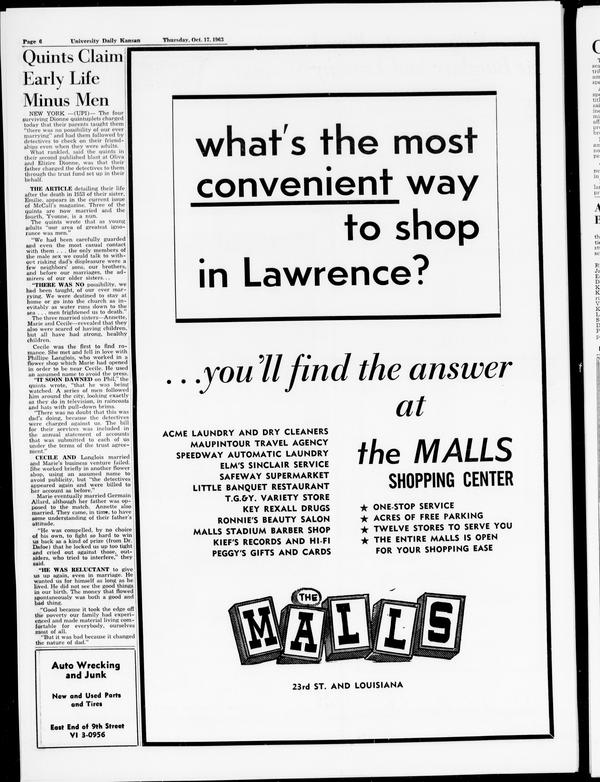 Page 6 University Daily Kansan Thursday, Oct. 17, 1963
Quints Claim
Early Life
Minus Men
NEW YORK —(UPI)— The four
surviving Dionne quintuplets charged
today that their parents taught them
"there was no possibility of our ever
marrying" and had them followed by
detectives to check on their friend-
ships even when they were adults.
What rankled, said the quints in
their second published blast at Oliva
and Elzire Dionne, was that their
father charged the detectives to them
through the trust fund set up in their
behalf.
THE ARTICLE detailing their life
after the death in 1953 of their sister,
Emilie, appears in the current issue
of McCall's magazine. Three of the
quints are now married and the
fourth, Yvonne, is a nun.
The quints wrote that as young
adults "our area of greatest igno-
rance was men."
"We had been carefully guarded
and even the most casual contact
with them . . . the only members of
the male sex we could talk to with-
out risking dad's displeasure were a
few neighbors' sons, our brothers,
and before our marriages, the ad-
mirers of our older sisters. . .
"THERE WAS NO possibility, we
had been taught, of our ever mar-
rying. We were destined to stay at
home or go into the church as in-
evitably as water runs down to the
sea . . . men frightened us to death."
The three married sisters—Annette,
Marie and Cecile—revealed that they
also were scared of having children,
but all have had strong, healthy
children.
Cecile was the first to find ro-
mance. She met and fell in love with
Phillipe Langlois, who worked in a
flower shop which Marie had opened
in order to be near Cecile. He used
an assumed name to avoid the press.
"IT SOON DAWNED on Phil," the
quints wrote, "that he was being
watched. A series of men followed
him around the city, looking exactly
as they do in television, in raincoats
and hats with pull-down brims.
"There was no doubt that this was
dad's doing, because the detectives
were charged against us. The bill
for their services was included in
the annual statement of accounts
that was submitted to each of us
under the terms of the trust agree-
ment."
CECILE AND Langlois married
and Marie's business venture failed.
She worked briefly in another flower
shop, using an assumed name to
avoid publicity, but "the detectives
appeared again and were billed to
her account as before."
Marie eventually married Germain
Allard, although her father was op-
posed to the match. Annette also
married. They came, in time, to have
some understanding of their father's
attitude.
"He was compelled, by no choice
of his own, to fight so hard to win
us back as a kind of prize (from Dr.
Dafoe) that he locked us up too tight
and cried out against those, out-
siders, who tried to interfere," they
said.
"HE WAS RELUCTANT to give
us up again, even in marriage. He
wanted us for himself as long as he
lived. He did not see the good things
in our birth. The money that flowed
spontaneously was both a good and
bad thing.
"Good because it took the edge off
the poverty our family had experi-
enced and made material living com-
fortable for everybody, ourselves
most of all.
"But it was bad because it changed
the nature of dad."
Auto Wrecking
and Junk
New and Used Parts
and Tires
East End of 9th Street
VI 3-0956
what's the most
convenient way
to shop
in Lawrence?
. . . you'll find the answer
at
ACME LAUNDRY AND DRY CLEANERS
MAUPINTOUR TRAVEL AGENCY
SPEEDWAY AUTOMATIC LAUNDRY
ELM'S SINCLAIR SERVICE
SAFEWAY SUPERMARKET
LITTLE BANQUET RESTAURANT
T.G.&Y. VARIETY STORE
KEY REXALL DRUGS
RONNIE'S BEAUTY SALON
MALLS STADIUM BARBER SHOP
KIEF'S RECORDS AND HI-FI
PEGGY'S GIFTS AND CARDS
the MALLS
SHOPPING CENTER
★ ONE-STOP SERVICE
★ ACRES OF FREE PARKING
★ TWELVE STORES TO SERVE YOU
★ THE ENTIRE MALLS IS OPEN
FOR YOUR SHOPPING EASE
THE
MALLS
23rd ST. AND LOUISIANA